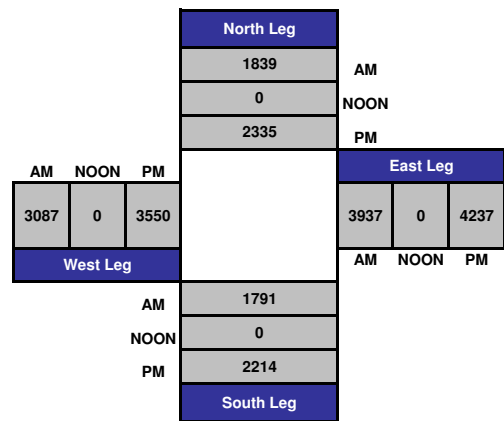 North Leg
1839 AM
0 NOON
2335 PM
AM NOON PM
East Leg
3087 0 3550
3937 0 4237
West Leg
AM NOON PM
AM 1791
NOON 0
PM 2214
South Leg